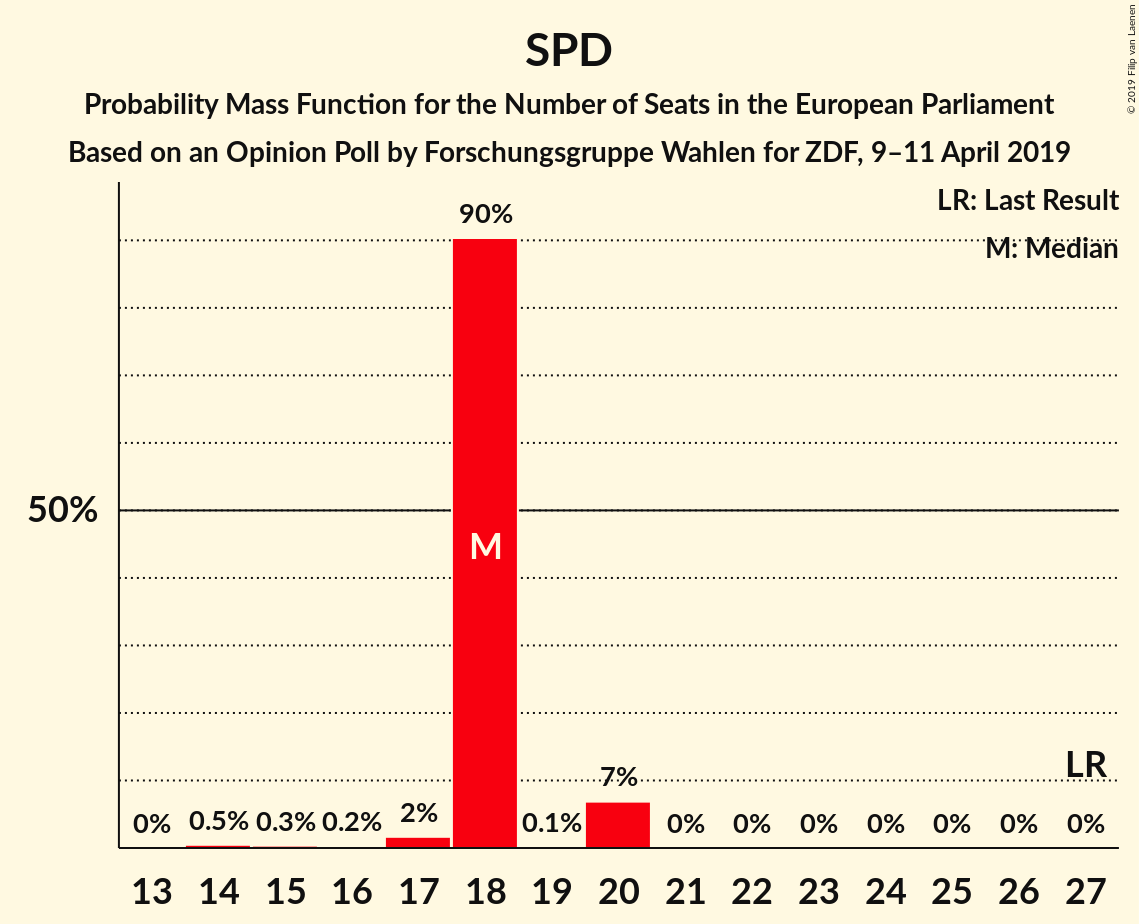 SPD
Probability Mass Function for the Number of Seats in the European Parliament
Based on an Opinion Poll by Forschungsgruppe Wahlen for ZDF, 9–11 April 2019
© 2019 Filip van Laenen
LR: Last Result
M: Median
90%
50%
M
LR
0% 0.5% 0.3% 0.2% 2% 0.1% 7% 0% 0% 0% 0% 0% 0% 0%
13 14 15 16 17 18 19 20 21 22 23 24 25 26 27